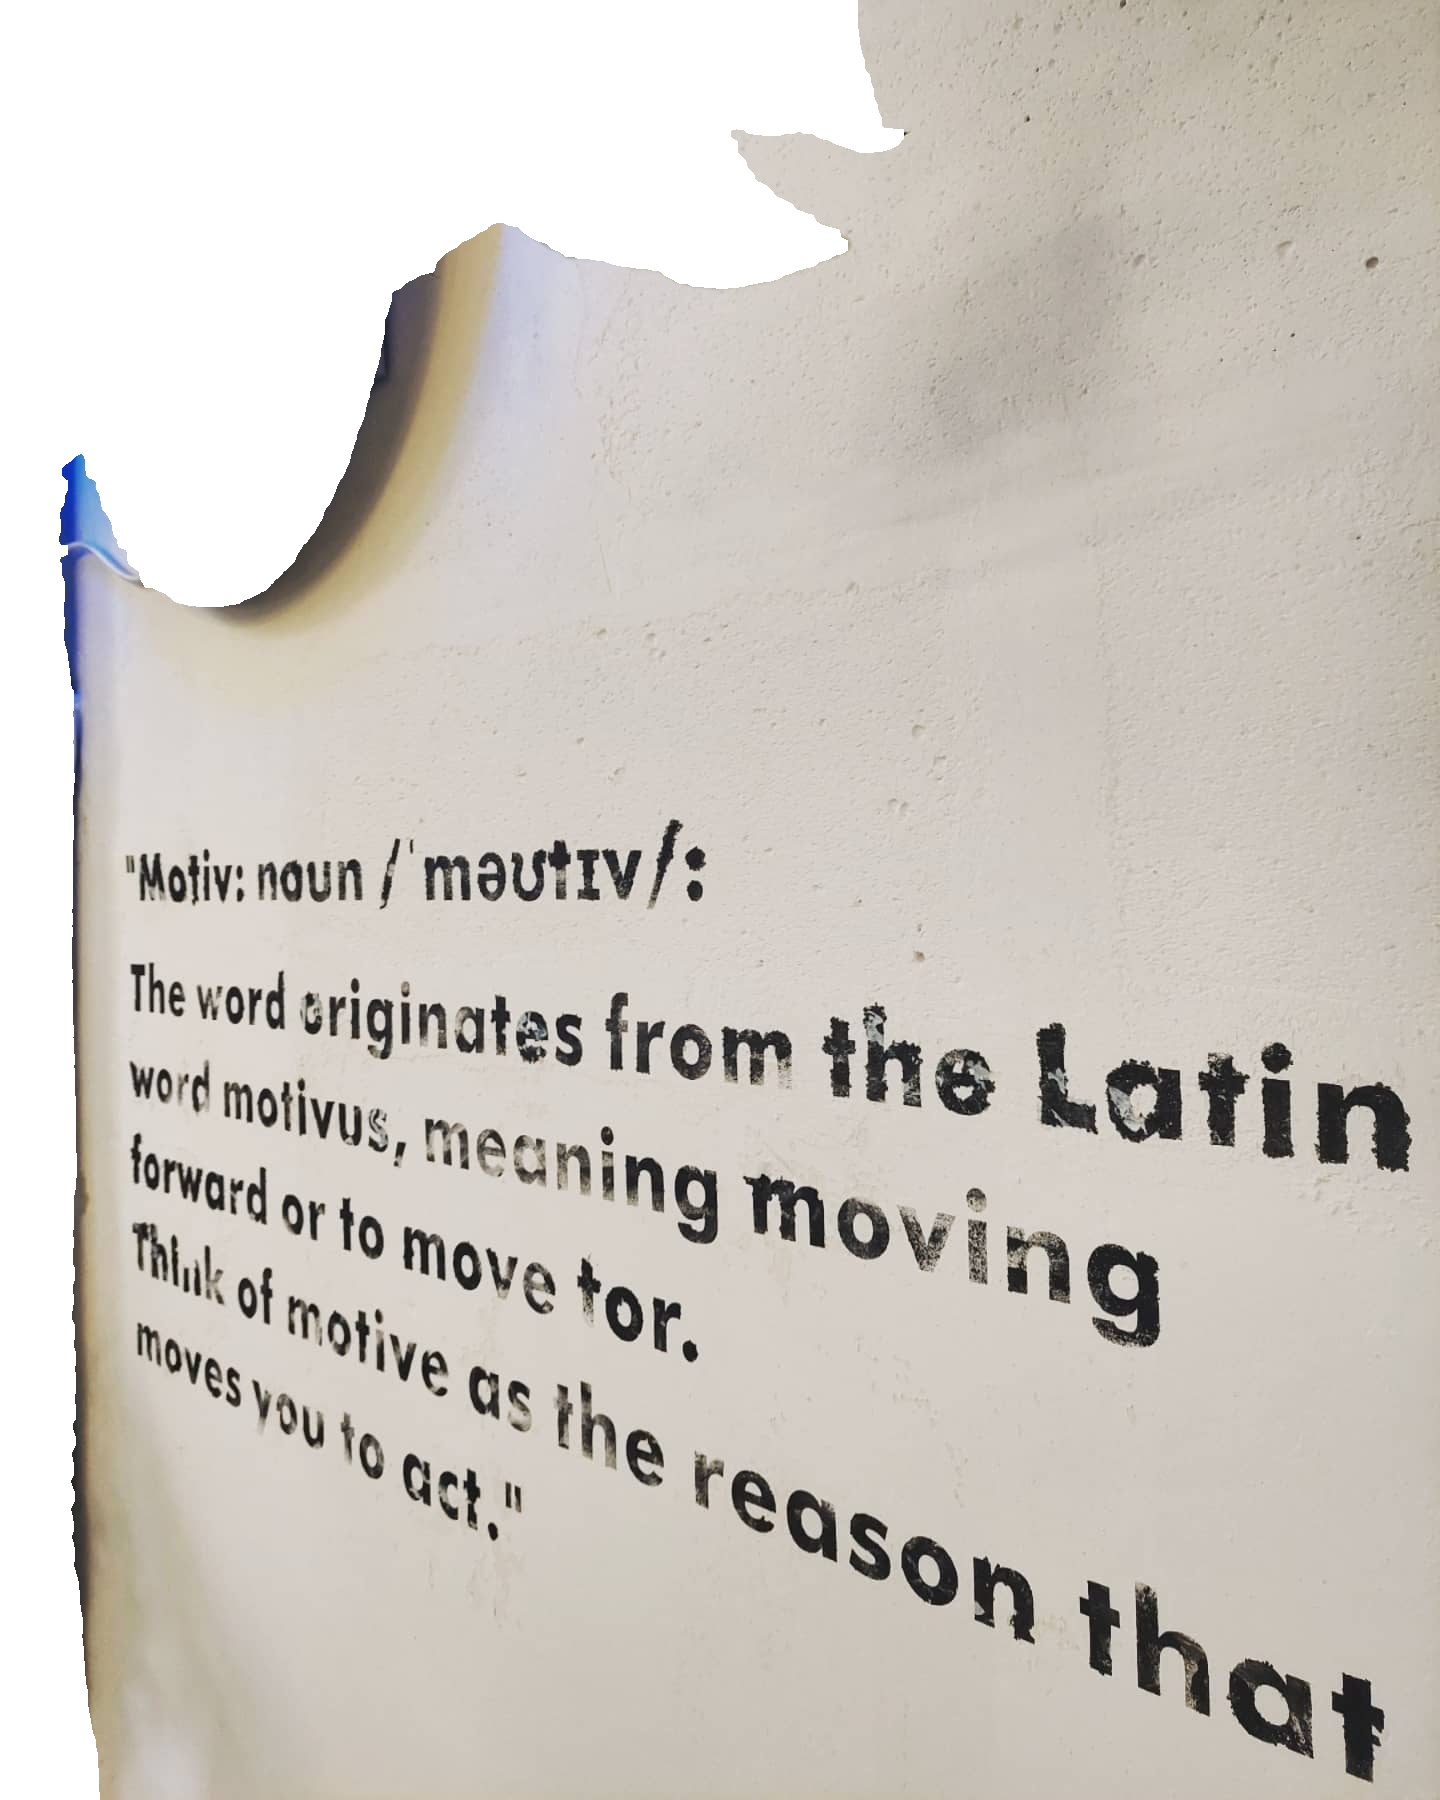 "Motiv: noun /ˈməʊtɪv/:
The word originates from the Latin
word motivus, meaning moving
forward or to move tor.
Think of motive as the reason that
moves you to act."